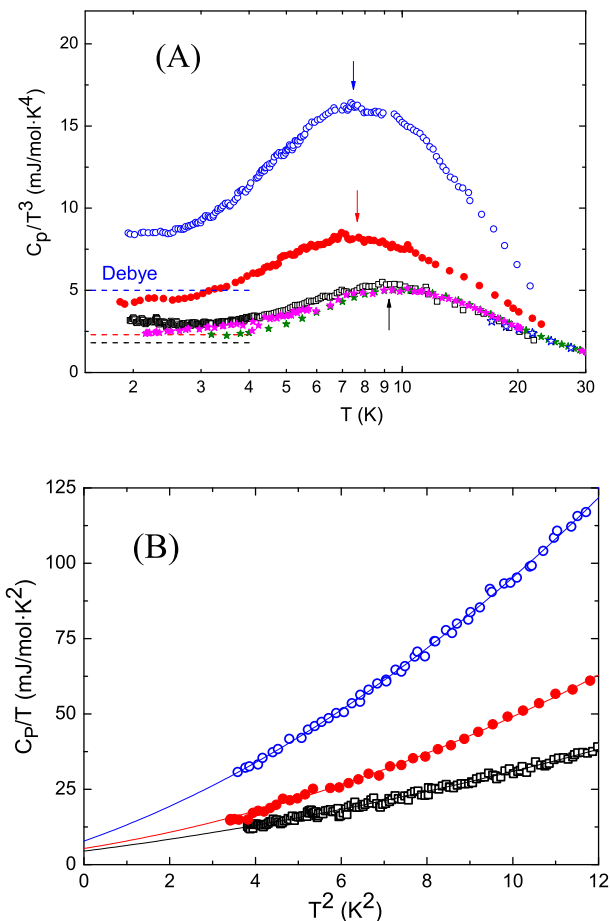 (A)
C_p/T^3 (mJ/mol·K^4)
20
15
10
5
0
Debye
2 3 4 5 6 7 8 9 10 20 30
T (K)
(B)
C_P/T (mJ/mol·K^2)
125
100
75
50
25
0
0 2 4 6 8 10 12
T^2 (K^2)